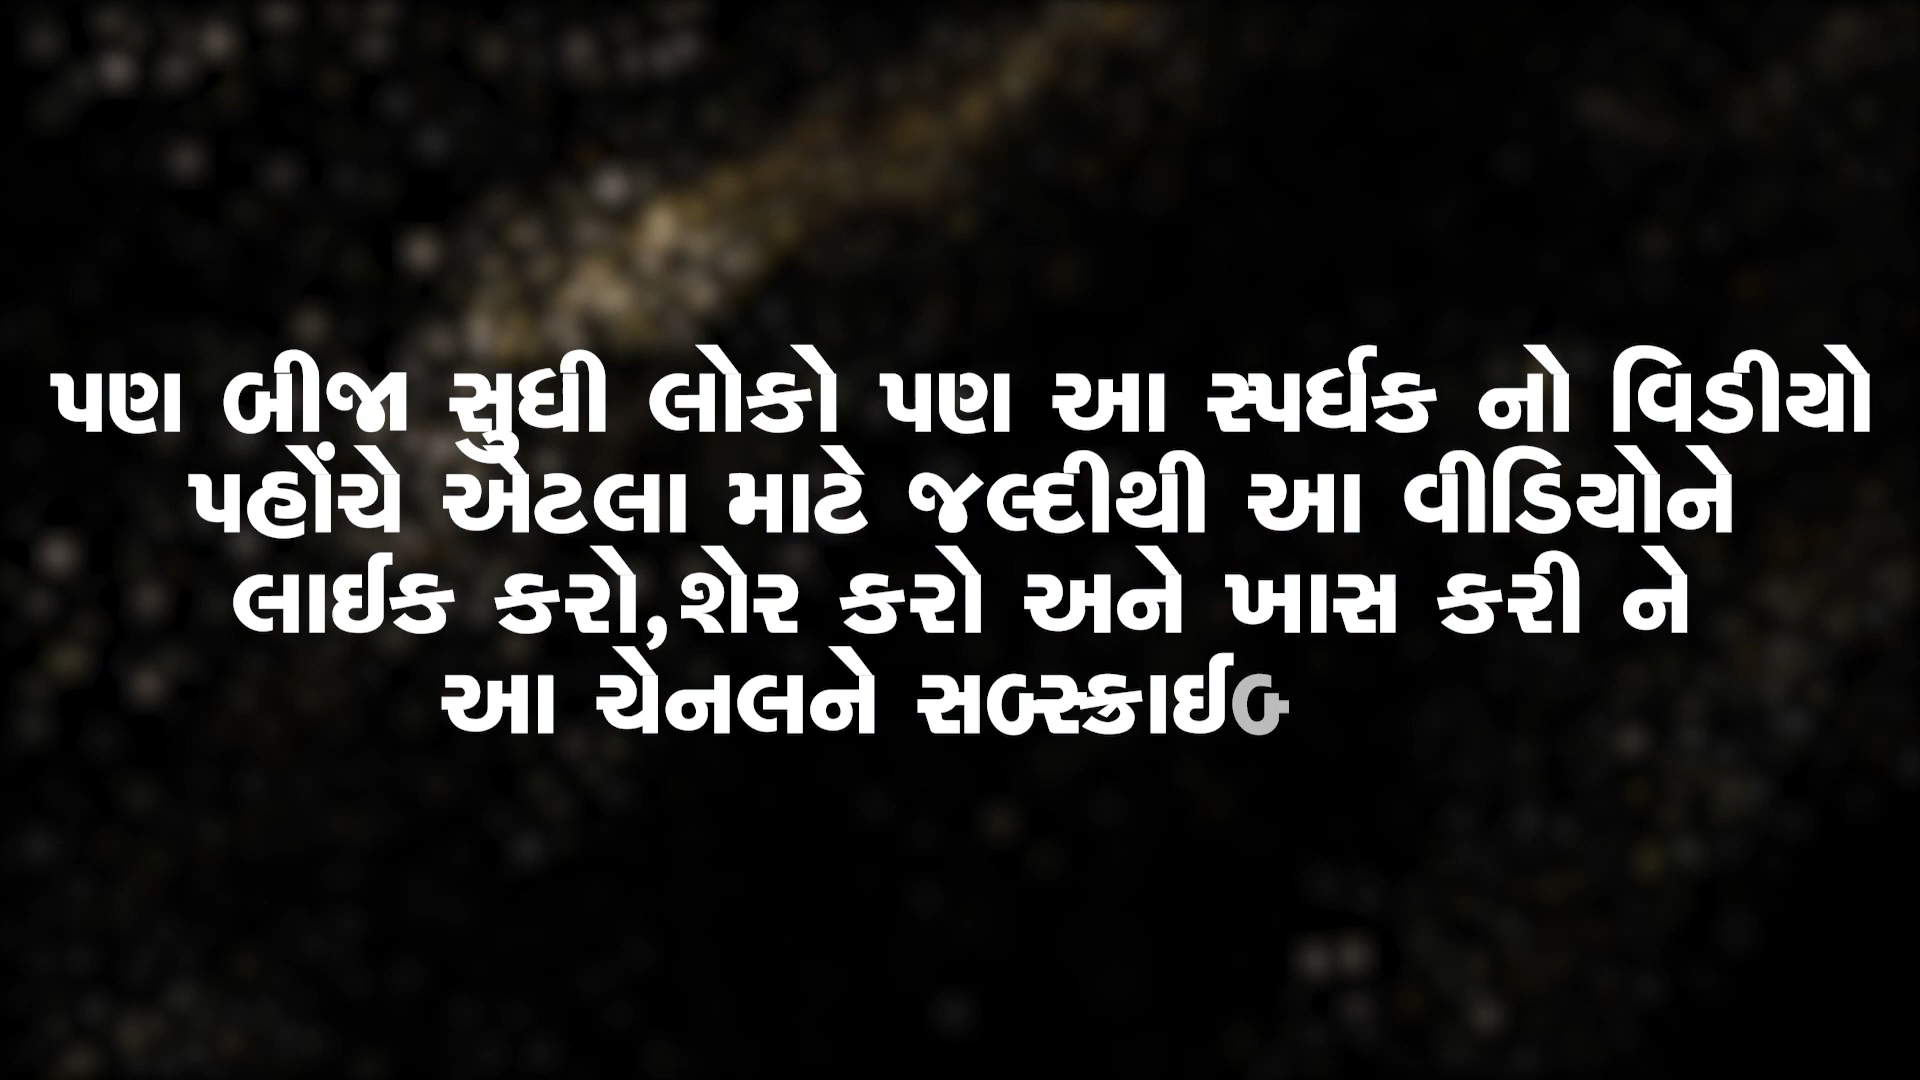 પણ બીજા સુધી લોકો પણ આ સ્પર્ધક નો વિડીયો
પહોંચે એટલા માટે જલ્દીથી આ વીડિયોને
લાઈક કરો,શેર કરો અને ખાસ કરી ને
આ ચેનલને સબ્સ્ક્રાઈબ